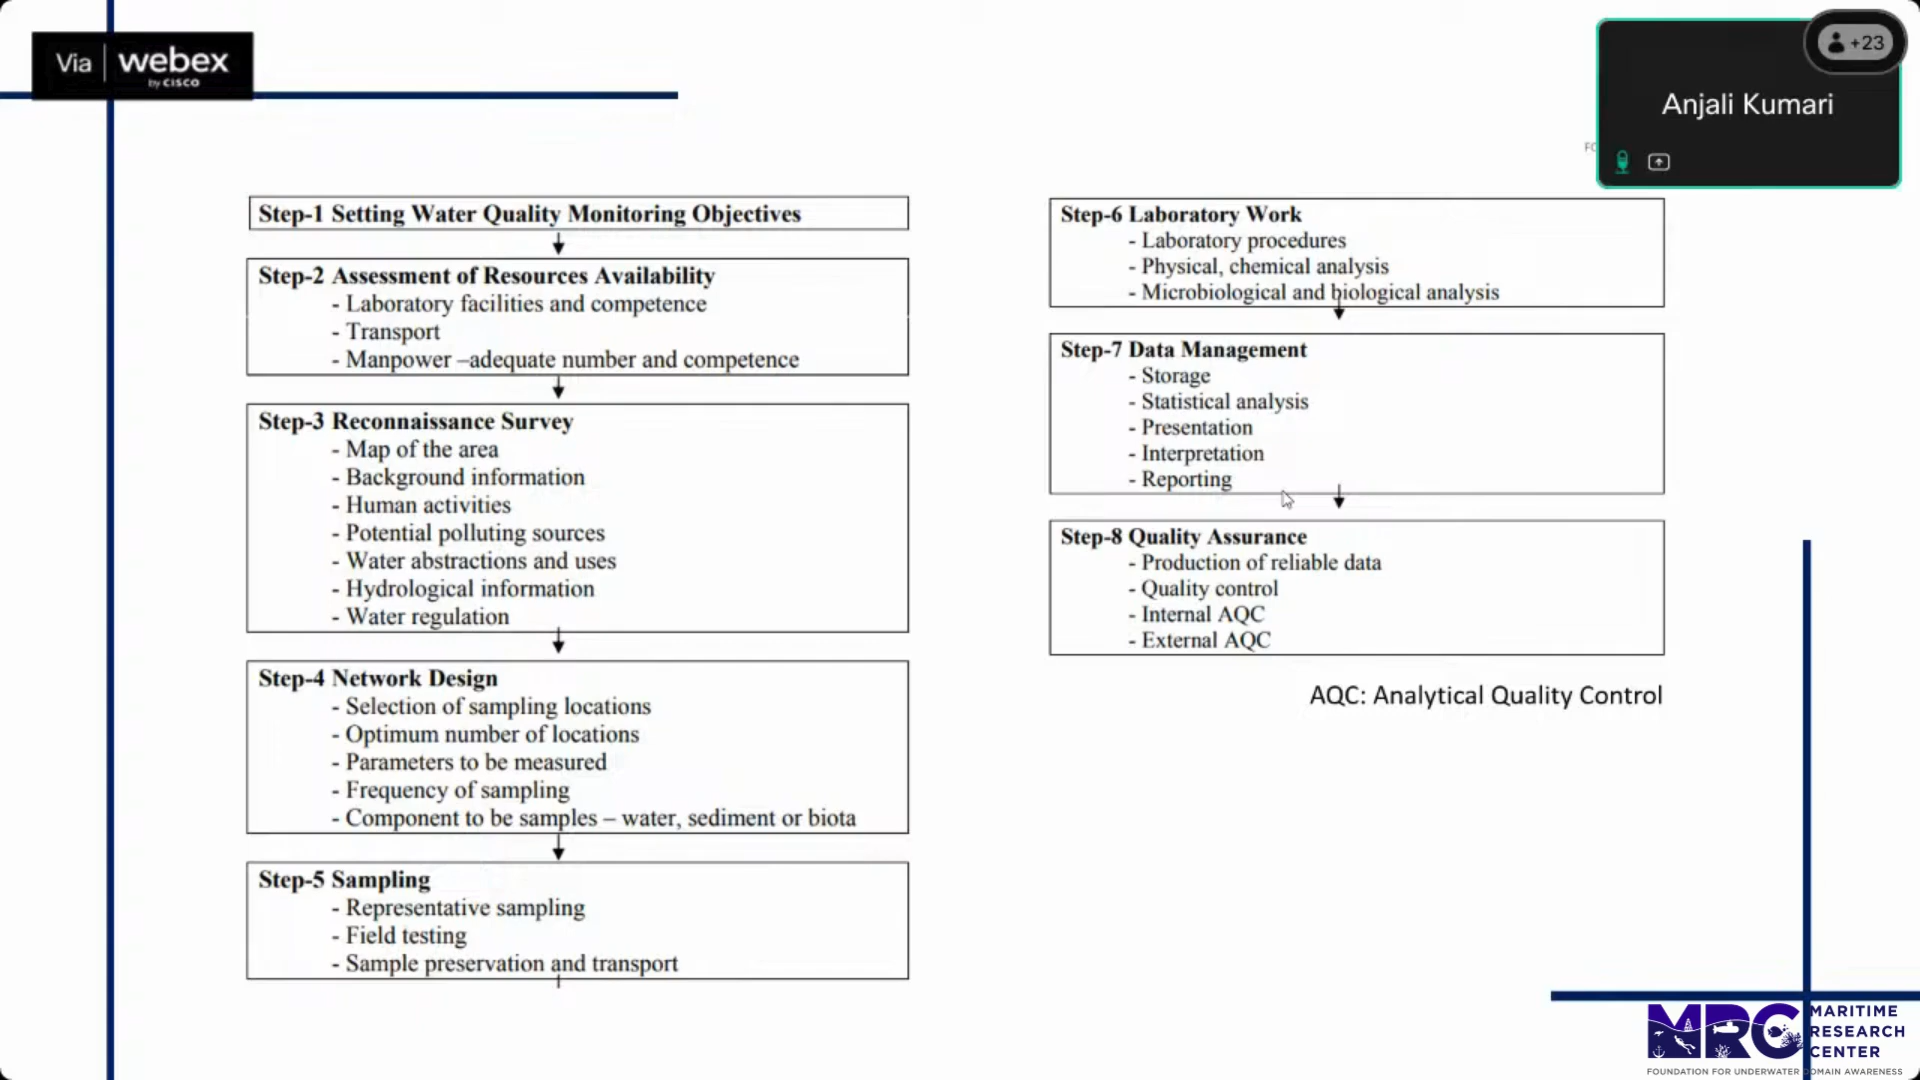 Via webex
by CISCO
+23
Anjali Kumari
FO
Step-1 Setting Water Quality Monitoring Objectives
Step-2 Assessment of Resources Availability
- Laboratory facilities and competence
- Transport
- Manpower –adequate number and competence
Step-3 Reconnaissance Survey
- Map of the area
- Background information
- Human activities
- Potential polluting sources
- Water abstractions and uses
- Hydrological information
- Water regulation
Step-4 Network Design
- Selection of sampling locations
- Optimum number of locations
- Parameters to be measured
- Frequency of sampling
- Component to be samples – water, sediment or biota
Step-5 Sampling
- Representative sampling
- Field testing
- Sample preservation and transport
Step-6 Laboratory Work
- Laboratory procedures
- Physical, chemical analysis
- Microbiological and biological analysis
Step-7 Data Management
- Storage
- Statistical analysis
- Presentation
- Interpretation
- Reporting
Step-8 Quality Assurance
- Production of reliable data
- Quality control
- Internal AQC
- External AQC
AQC: Analytical Quality Control
MRC
MARITIME
RESEARCH
CENTER
FOUNDATION FOR UNDERWATER DOMAIN AWARENESS